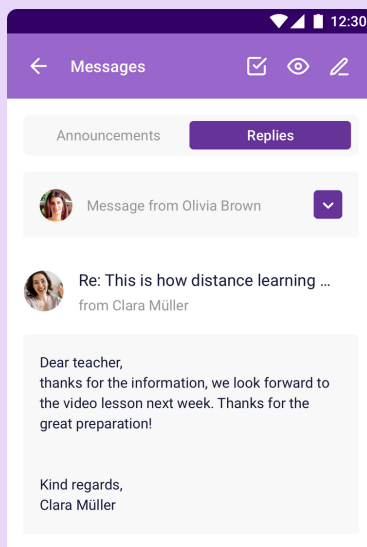 12:30
Messages
Announcements
Replies
Message from Olivia Brown
Re: This is how distance learning ...
from Clara Müller
Dear teacher,
thanks for the information, we look forward to
the video lesson next week. Thanks for the
great preparation!
Kind regards,
Clara Müller